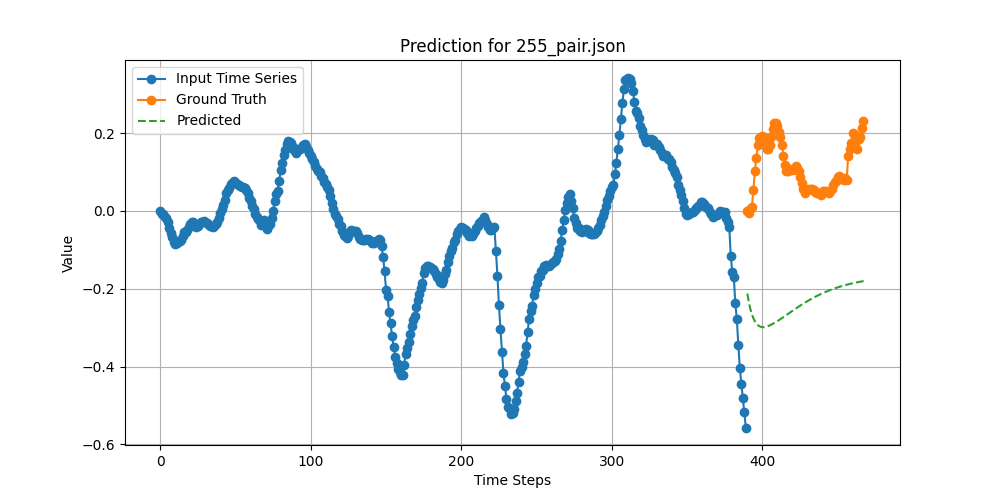 Prediction for 255_pair.json
Input Time Series
Ground Truth
Predicted
Value
0.2
0.0
−0.2
−0.4
−0.6
0 100 200 300 400
Time Steps